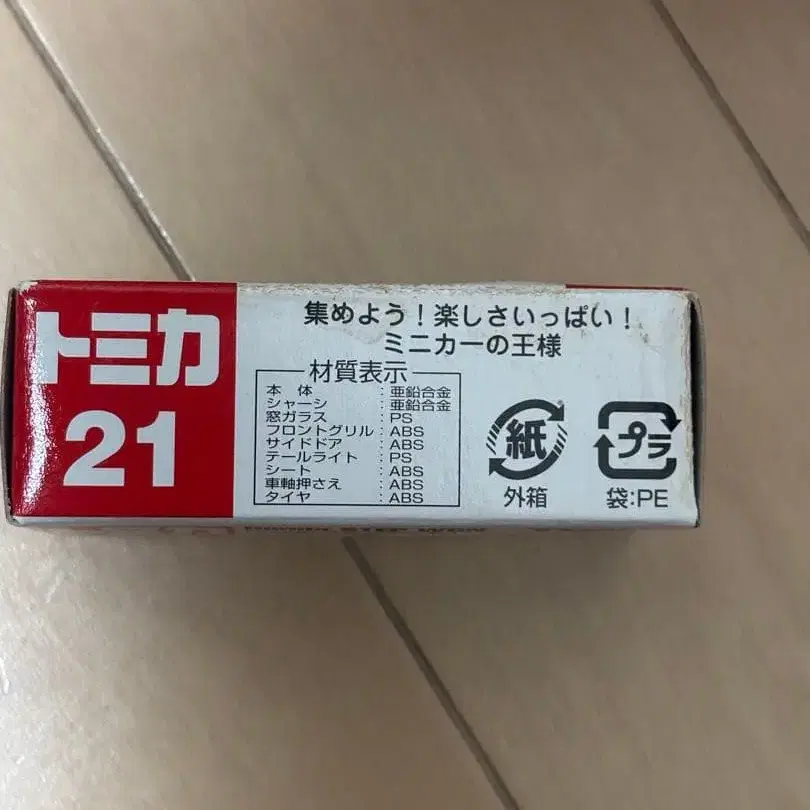 トミカ
21
集めよう！楽しさいっぱい！
ミニカーの王様
材質表示
本体：亜鉛合金
シャーシ：亜鉛合金
窓ガラス：PS
フロントグリル：ABS
サイドドア：ABS
テールライト：PS
シート：ABS
車軸押さえ：ABS
タイヤ：ABS
紙
外箱
プラ
袋：PE